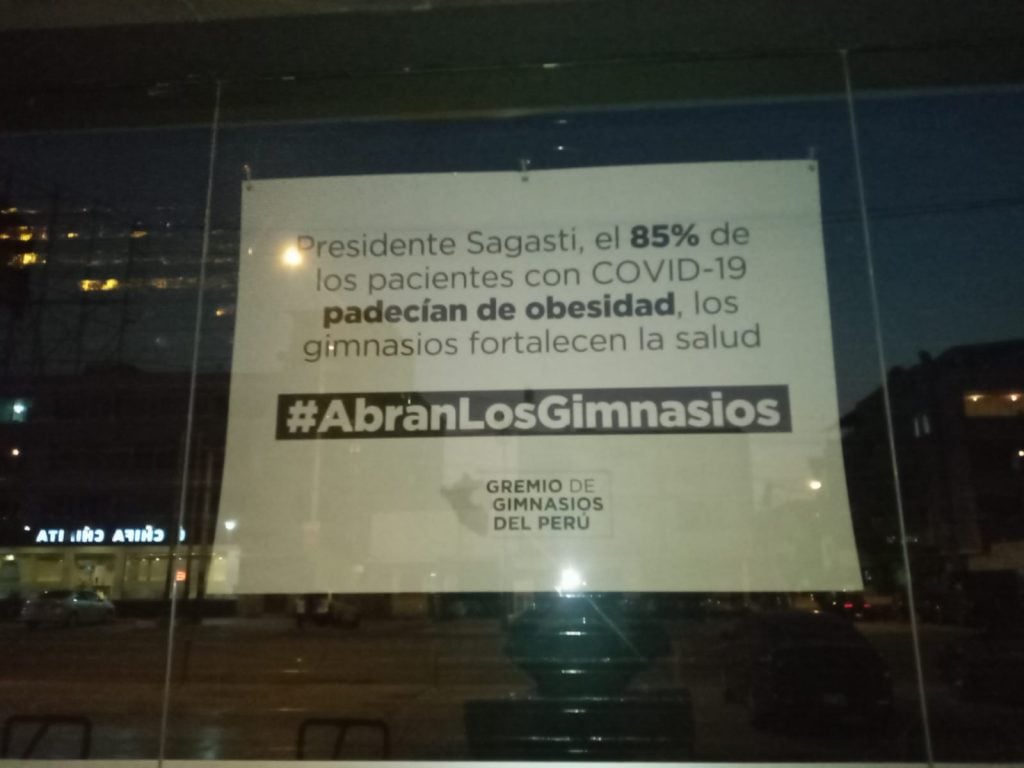 Presidente Sagasti, el 85% de
los pacientes con COVID-19
padecían de obesidad, los
gimnasios fortalecen la salud
#AbranLosGimnasios
GREMIO DE
GIMNASIOS
DEL PERÚ
CHIFA